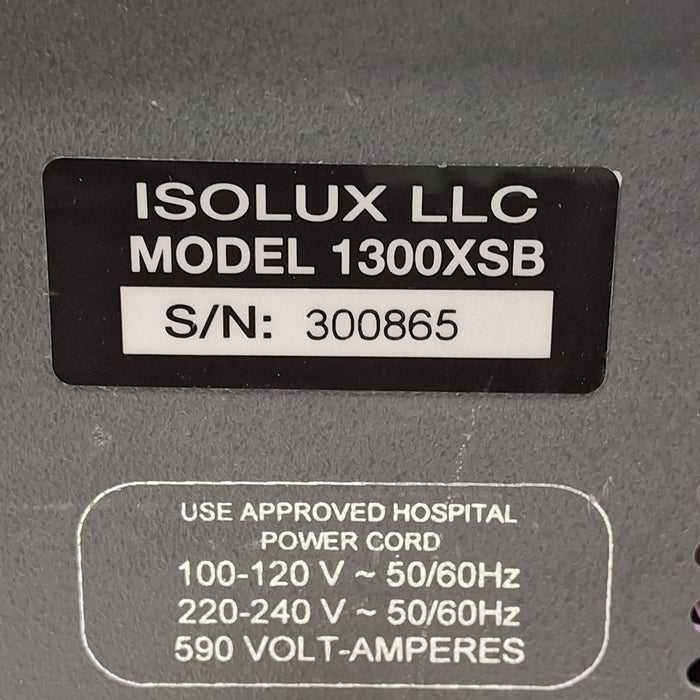 ISOLUX LLC
MODEL 1300XSB
S/N: 300865
USE APPROVED HOSPITAL
POWER CORD
100-120 V ~ 50/60Hz
220-240 V ~ 50/60Hz
590 VOLT-AMPERES